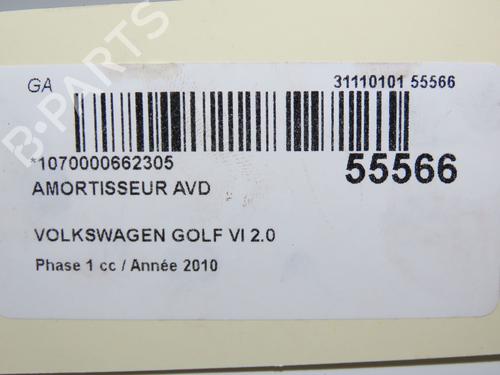 GA
31110101 55566
*1070000662305
55566
AMORTISSEUR AVD
VOLKSWAGEN GOLF VI 2.0
Phase 1 cc / Année 2010
B-PARTS